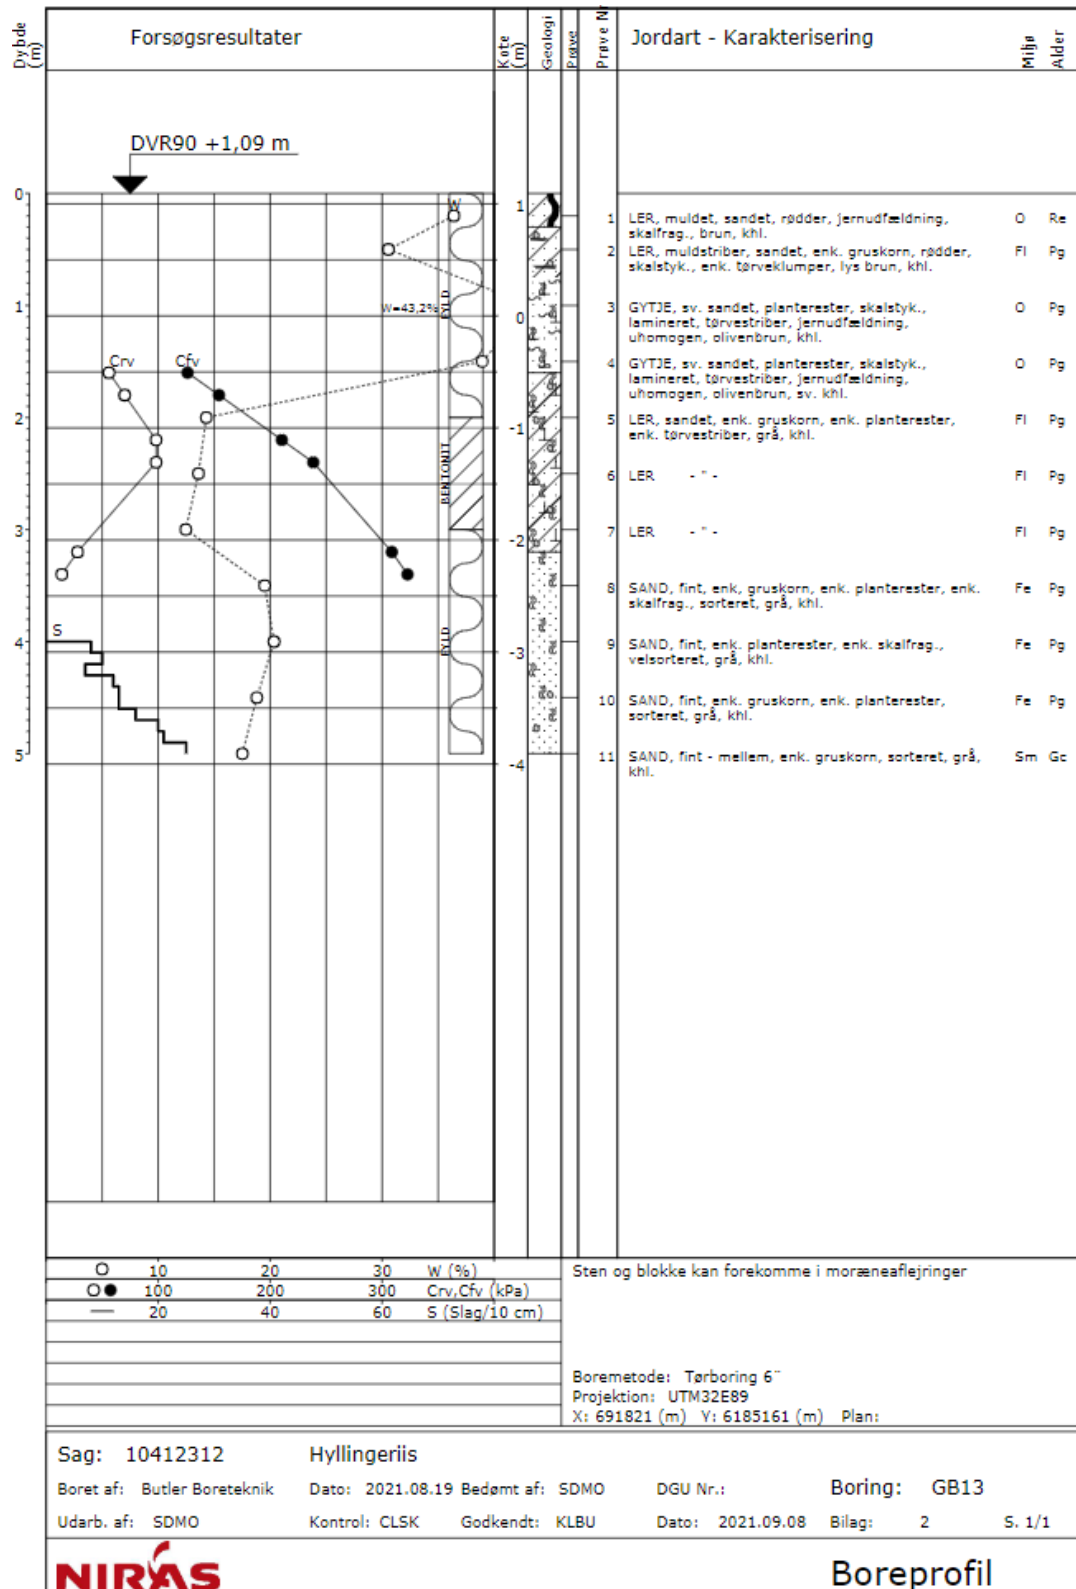 Dybde (m)
Forsøgsresultater
Kote (m)
Geologi
Prøve
Prøve Nr
Jordart - Karakterisering
Miljø
Alder
DVR90 +1,09 m
0
1
2
3
4
5
W
W=43,2%
Crv
Cfv
S
FYLD
BENTONIT
FYLD
1
0
-1
-2
-3
-4
1 LER, muldet, sandet, rødder, jernudfældning, O Re
skalfrag., brun, khl.
2 LER, muldstriber, sandet, enk. gruskorn, rødder, Fl Pg
skalstyk., enk. tørveklumper, lys brun, khl.
3 GYTJE, sv. sandet, planterester, skalstyk., O Pg
lamineret, tørvestriber, jernudfældning,
uhomogen, olivenbrun, khl.
4 GYTJE, sv. sandet, planterester, skalstyk., O Pg
lamineret, tørvestriber, jernudfældning,
uhomogen, olivenbrun, sv. khl.
5 LER, sandet, enk. gruskorn, enk. planterester, Fl Pg
enk. tørvestriber, grå, khl.
6 LER - " - Fl Pg
7 LER - " - Fl Pg
8 SAND, fint, enk, gruskorn, enk. planterester, enk. Fe Pg
skalfrag., sorteret, grå, khl.
9 SAND, fint, enk. planterester, enk. skalfrag., Fe Pg
velsorteret, grå, khl.
10 SAND, fint, enk. gruskorn, enk. planterester, Fe Pg
sorteret, grå, khl.
11 SAND, fint - mellem, enk. gruskorn, sorteret, grå, Sm Gc
khl.
10 20 30 W (%)
100 200 300 Crv,Cfv (kPa)
20 40 60 S (Slag/10 cm)
Sten og blokke kan forekomme i moræneaflejringer
Boremetode: Tørboring 6"
Projektion: UTM32E89
X: 691821 (m) Y: 6185161 (m) Plan:
Sag: 10412312 Hyllingeriis
Boret af: Butler Boreteknik Dato: 2021.08.19 Bedømt af: SDMO DGU Nr.: Boring: GB13
Udarb. af: SDMO Kontrol: CLSK Godkendt: KLBU Dato: 2021.09.08 Bilag: 2 S. 1/1
NIRAS
Boreprofil